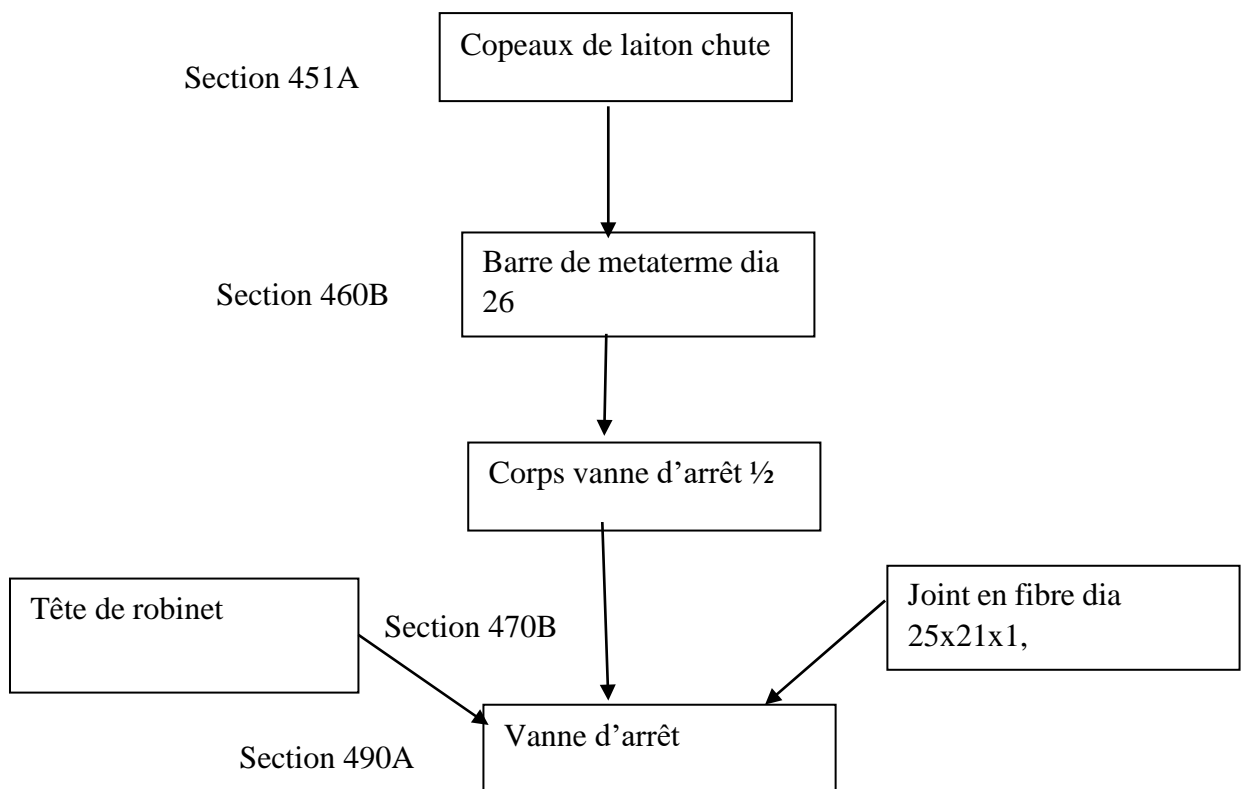 Copeaux de laiton chute
Section 451A
Barre de metaterme dia
26
Section 460B
Corps vanne d’arrêt ½
Tête de robinet
Section 470B
Joint en fibre dia
25x21x1,
Vanne d’arrêt
Section 490A